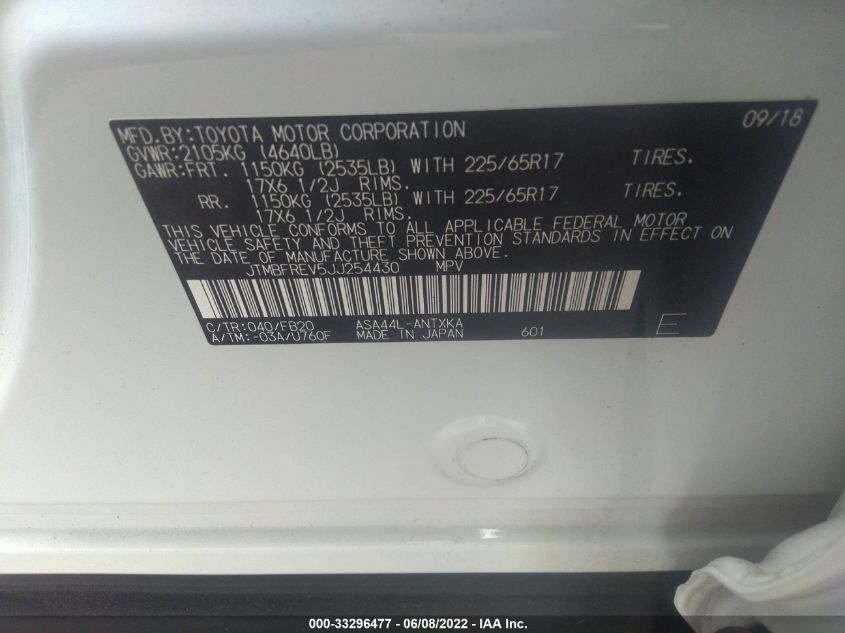 MFD.BY:TOYOTA MOTOR CORPORATION 09/18
GVWR:2105KG (4640LB)
GAWR:FRT. 1150KG (2535LB) WITH 225/65R17 TIRES.
17X6 1/2J RIMS.
RR. 1150KG (2535LB) WITH 225/65R17 TIRES.
17X6 1/2J RIMS.
THIS VEHICLE CONFORMS TO ALL APPLICABLE FEDERAL MOTOR
VEHICLE SAFETY AND THEFT PREVENTION STANDARDS IN EFFECT ON
THE DATE OF MANUFACTURE SHOWN ABOVE.
JTMBFREV5JJ254430 MPV
C/TR:040/FB20 ASA44L-ANTXKA
A/TM:-03A/U760F MADE IN JAPAN 601 E
000-33296477 - 06/08/2022 - IAA Inc.